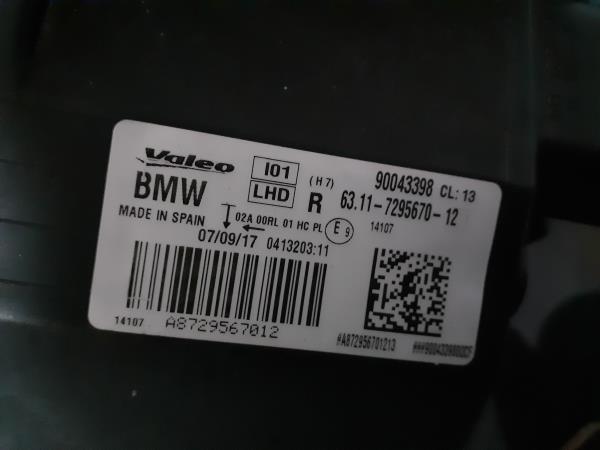 Valeo
BMW
MADE IN SPAIN
I01
LHD
(H7)
R
90043398 CL: 13
63.11-7295670-12
14107
02A 00RL 01 HC PL E9
07/09/17 0413203:11
14107
A8729567012
#A872956701213